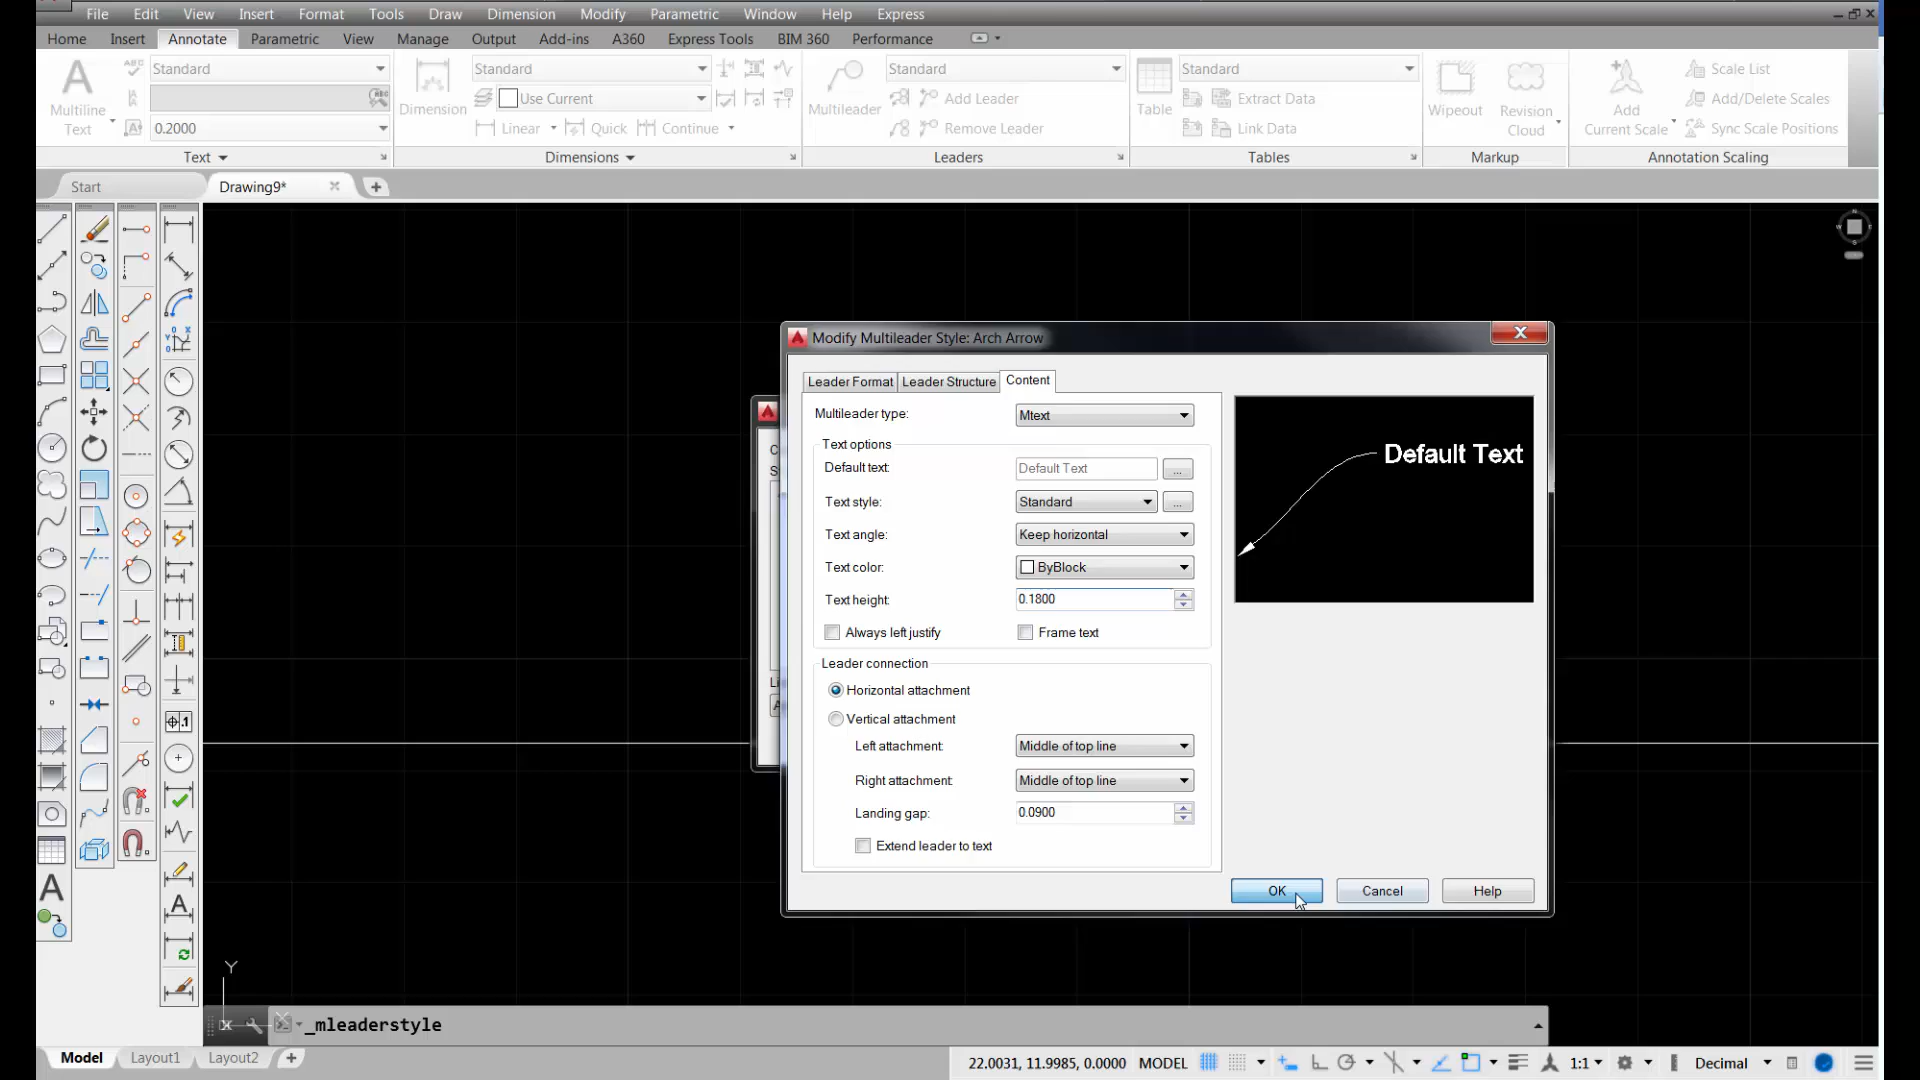 File Edit View Insert Format Tools Draw Dimension Modify Parametric Window Help Express
Home Insert Annotate Parametric View Manage Output Add-ins A360 Express Tools BIM 360 Performance
Multiline Text
Standard
0.2000
Text
Dimension
Standard
Use Current
Linear Quick Continue
Dimensions
Multileader
Standard
Add Leader
Remove Leader
Leaders
Table
Standard
Extract Data
Link Data
Tables
Wipeout
Revision Cloud
Markup
Add Current Scale
Scale List
Add/Delete Scales
Sync Scale Positions
Annotation Scaling
Start Drawing9*
Modify Multileader Style: Arch Arrow
Leader Format Leader Structure Content
Multileader type: Mtext
Text options
Default text: Default Text ...
Text style: Standard ...
Text angle: Keep horizontal
Text color: ByBlock
Text height: 0.1800
Always left justify Frame text
Leader connection
Horizontal attachment
Vertical attachment
Left attachment: Middle of top line
Right attachment: Middle of top line
Landing gap: 0.0900
Extend leader to text
Default Text
OK Cancel Help
Y
X
_mleaderstyle
Model Layout1 Layout2
22.0031, 11.9985, 0.0000 MODEL 1:1 Decimal